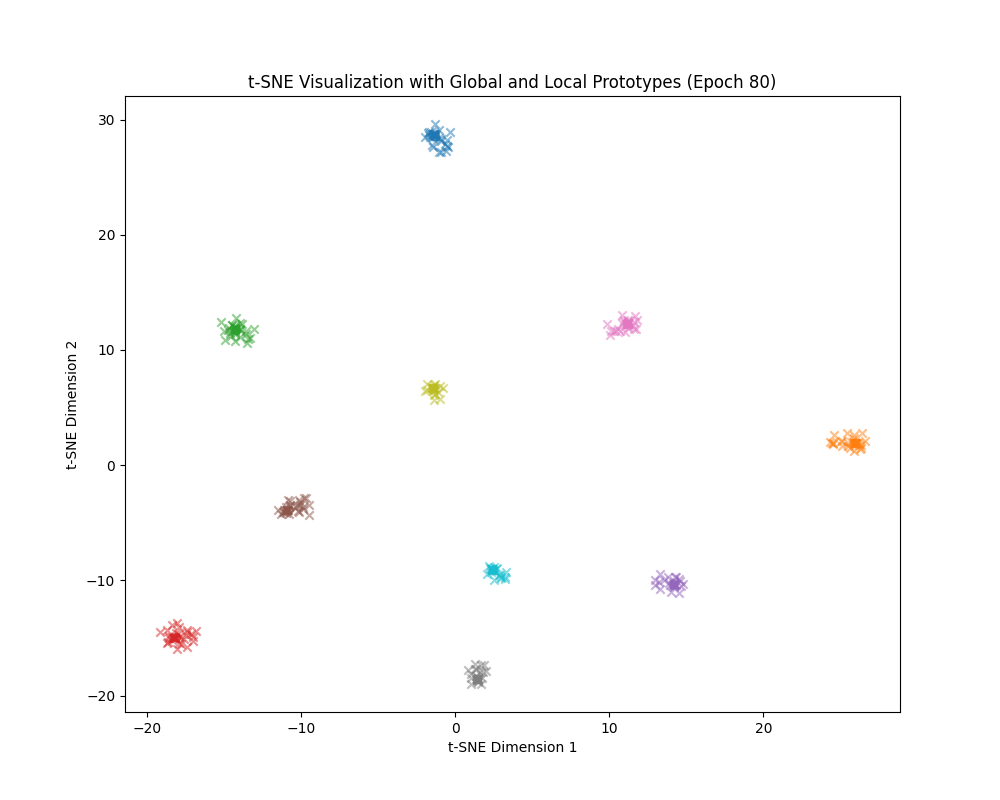 t-SNE Visualization with Global and Local Prototypes (Epoch 80)
t-SNE Dimension 2
30
20
10
0
−10
−20
−20 −10 0 10 20
t-SNE Dimension 1